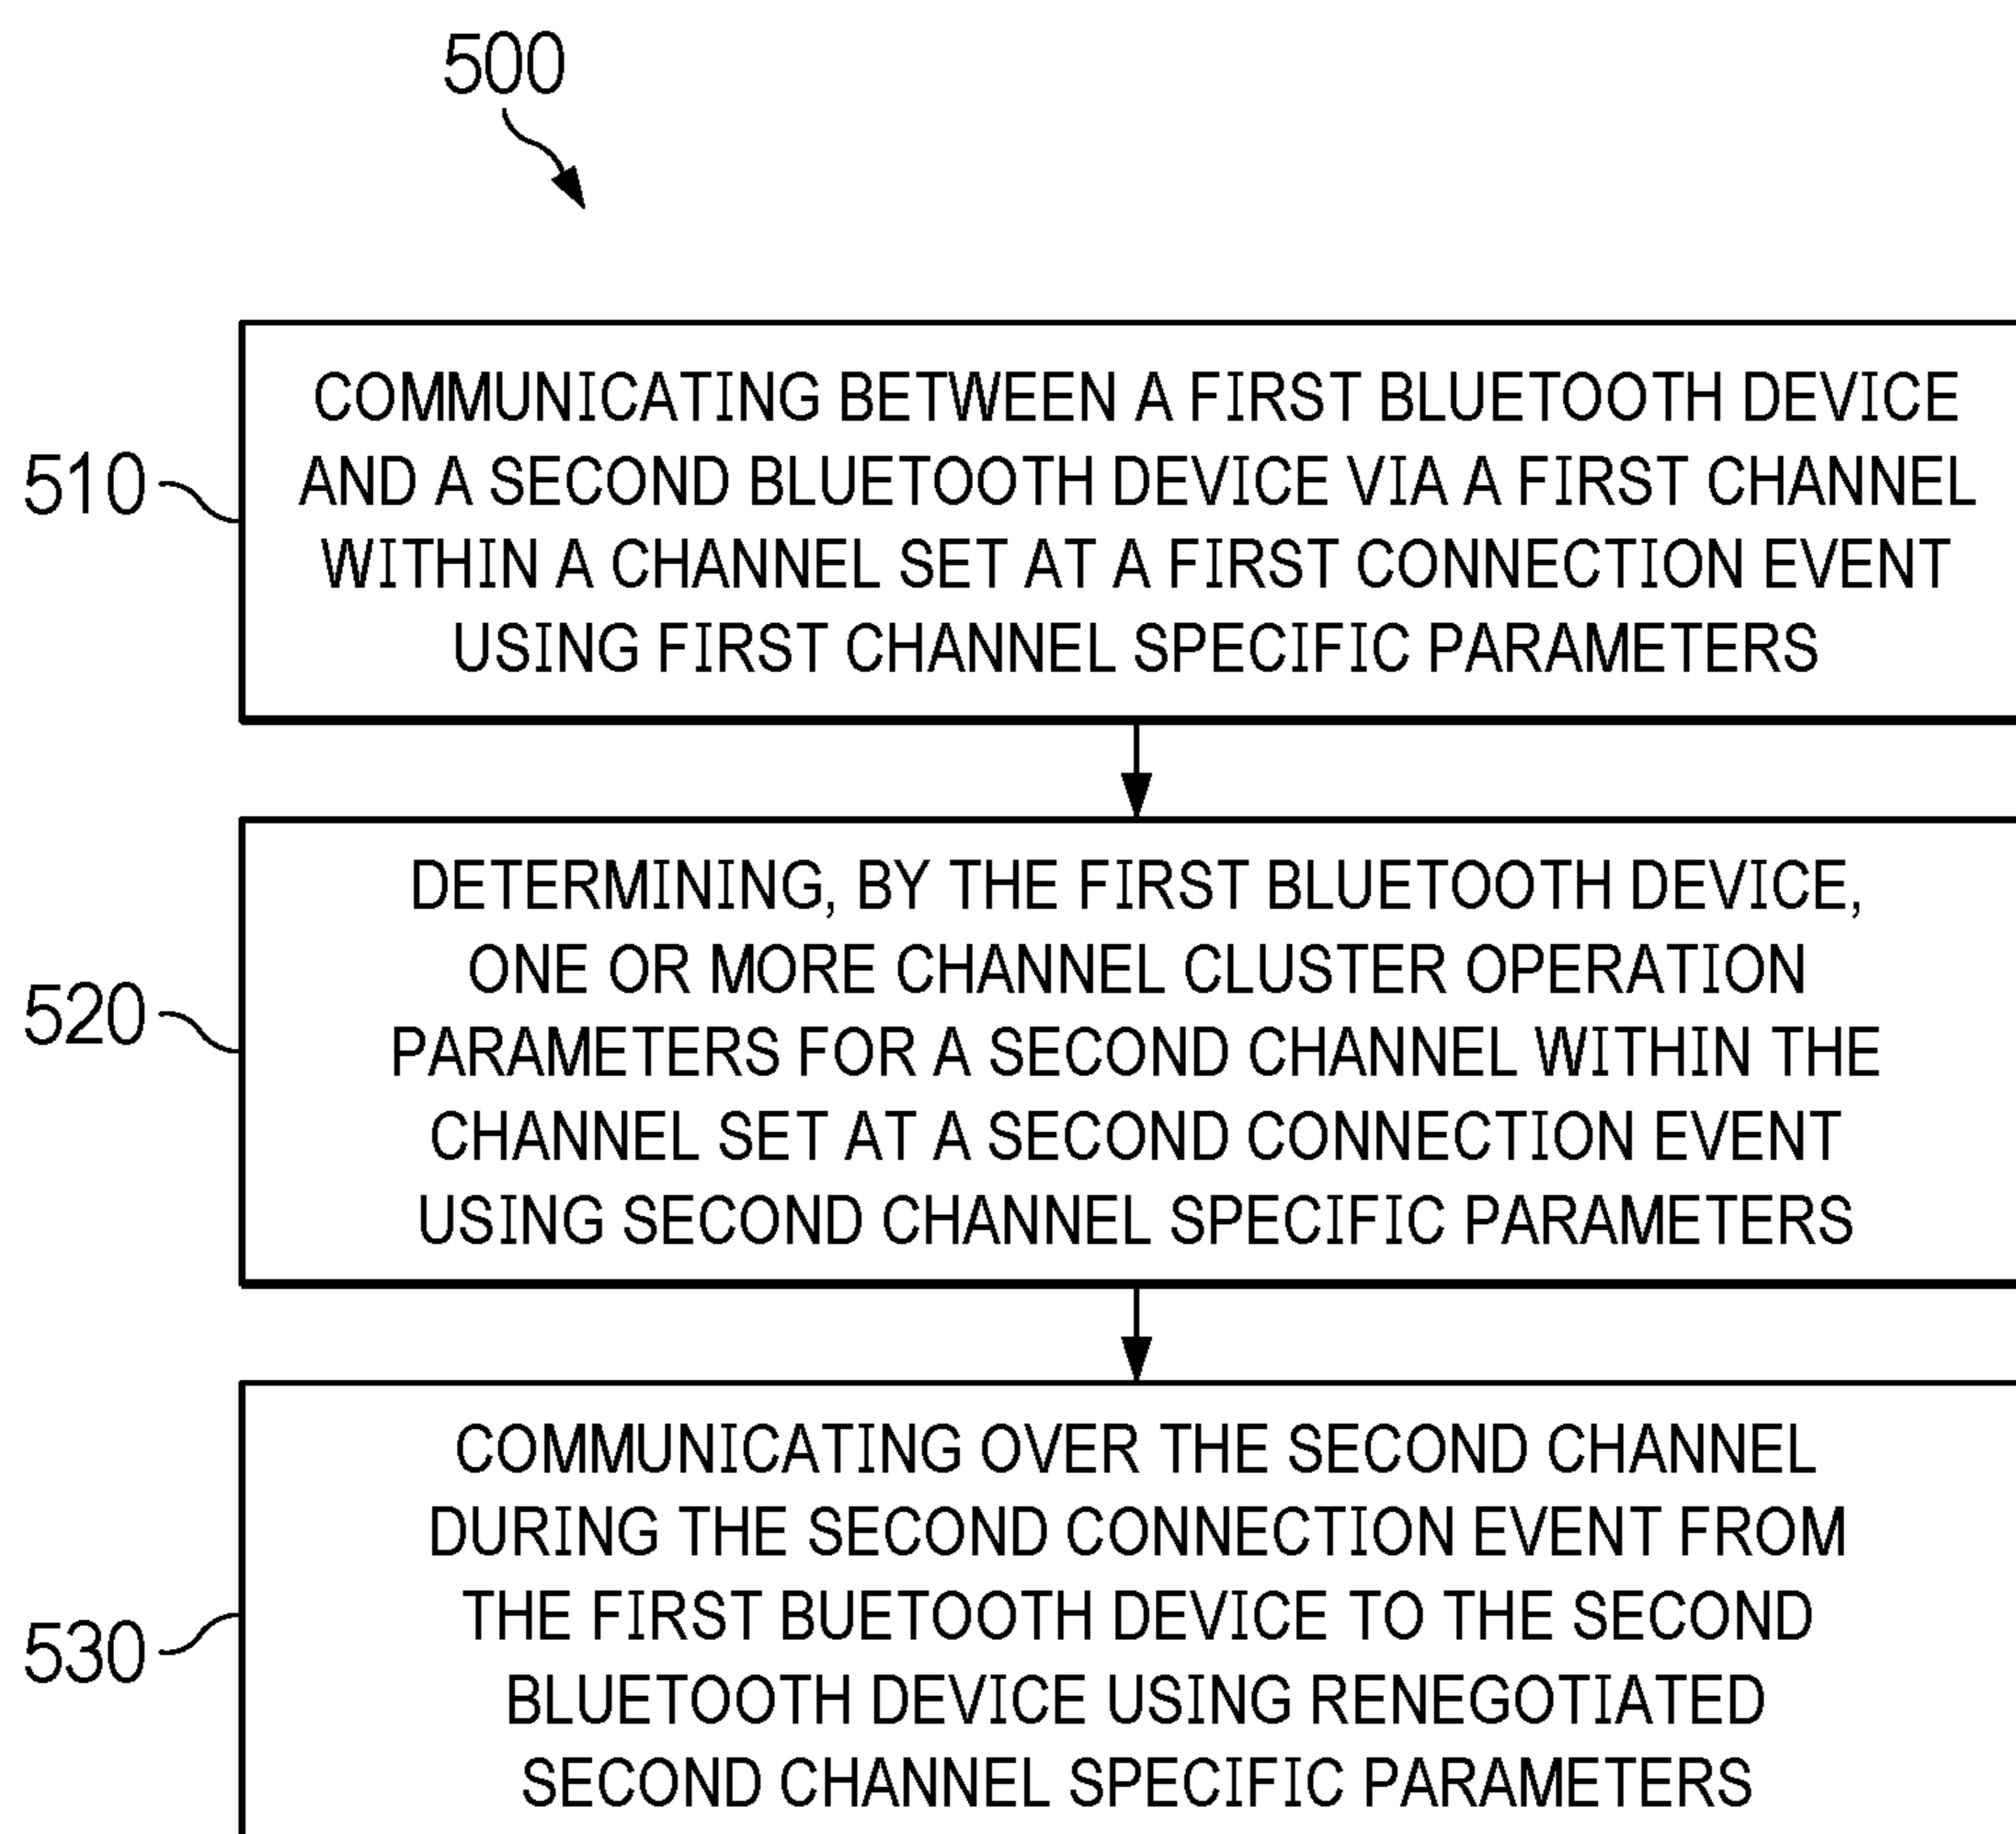 500
510
COMMUNICATING BETWEEN A FIRST BLUETOOTH DEVICE
AND A SECOND BLUETOOTH DEVICE VIA A FIRST CHANNEL
WITHIN A CHANNEL SET AT A FIRST CONNECTION EVENT
USING FIRST CHANNEL SPECIFIC PARAMETERS
520
DETERMINING, BY THE FIRST BLUETOOTH DEVICE,
ONE OR MORE CHANNEL CLUSTER OPERATION
PARAMETERS FOR A SECOND CHANNEL WITHIN THE
CHANNEL SET AT A SECOND CONNECTION EVENT
USING SECOND CHANNEL SPECIFIC PARAMETERS
530
COMMUNICATING OVER THE SECOND CHANNEL
DURING THE SECOND CONNECTION EVENT FROM
THE FIRST BUETOOTH DEVICE TO THE SECOND
BLUETOOTH DEVICE USING RENEGOTIATED
SECOND CHANNEL SPECIFIC PARAMETERS